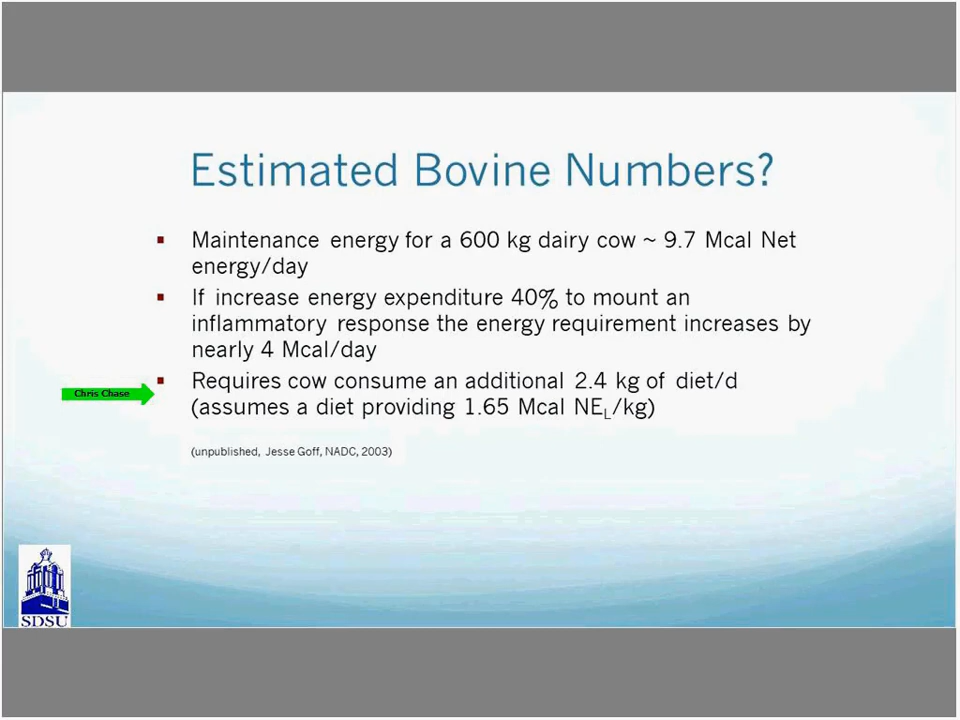 Estimated Bovine Numbers?
▪ Maintenance energy for a 600 kg dairy cow ~ 9.7 Mcal Net
energy/day
▪ If increase energy expenditure 40% to mount an
inflammatory response the energy requirement increases by
nearly 4 Mcal/day
▪ Requires cow consume an additional 2.4 kg of diet/d
(assumes a diet providing 1.65 Mcal NEL/kg)
Chris Chase
(unpublished, Jesse Goff, NADC, 2003)
SDSU